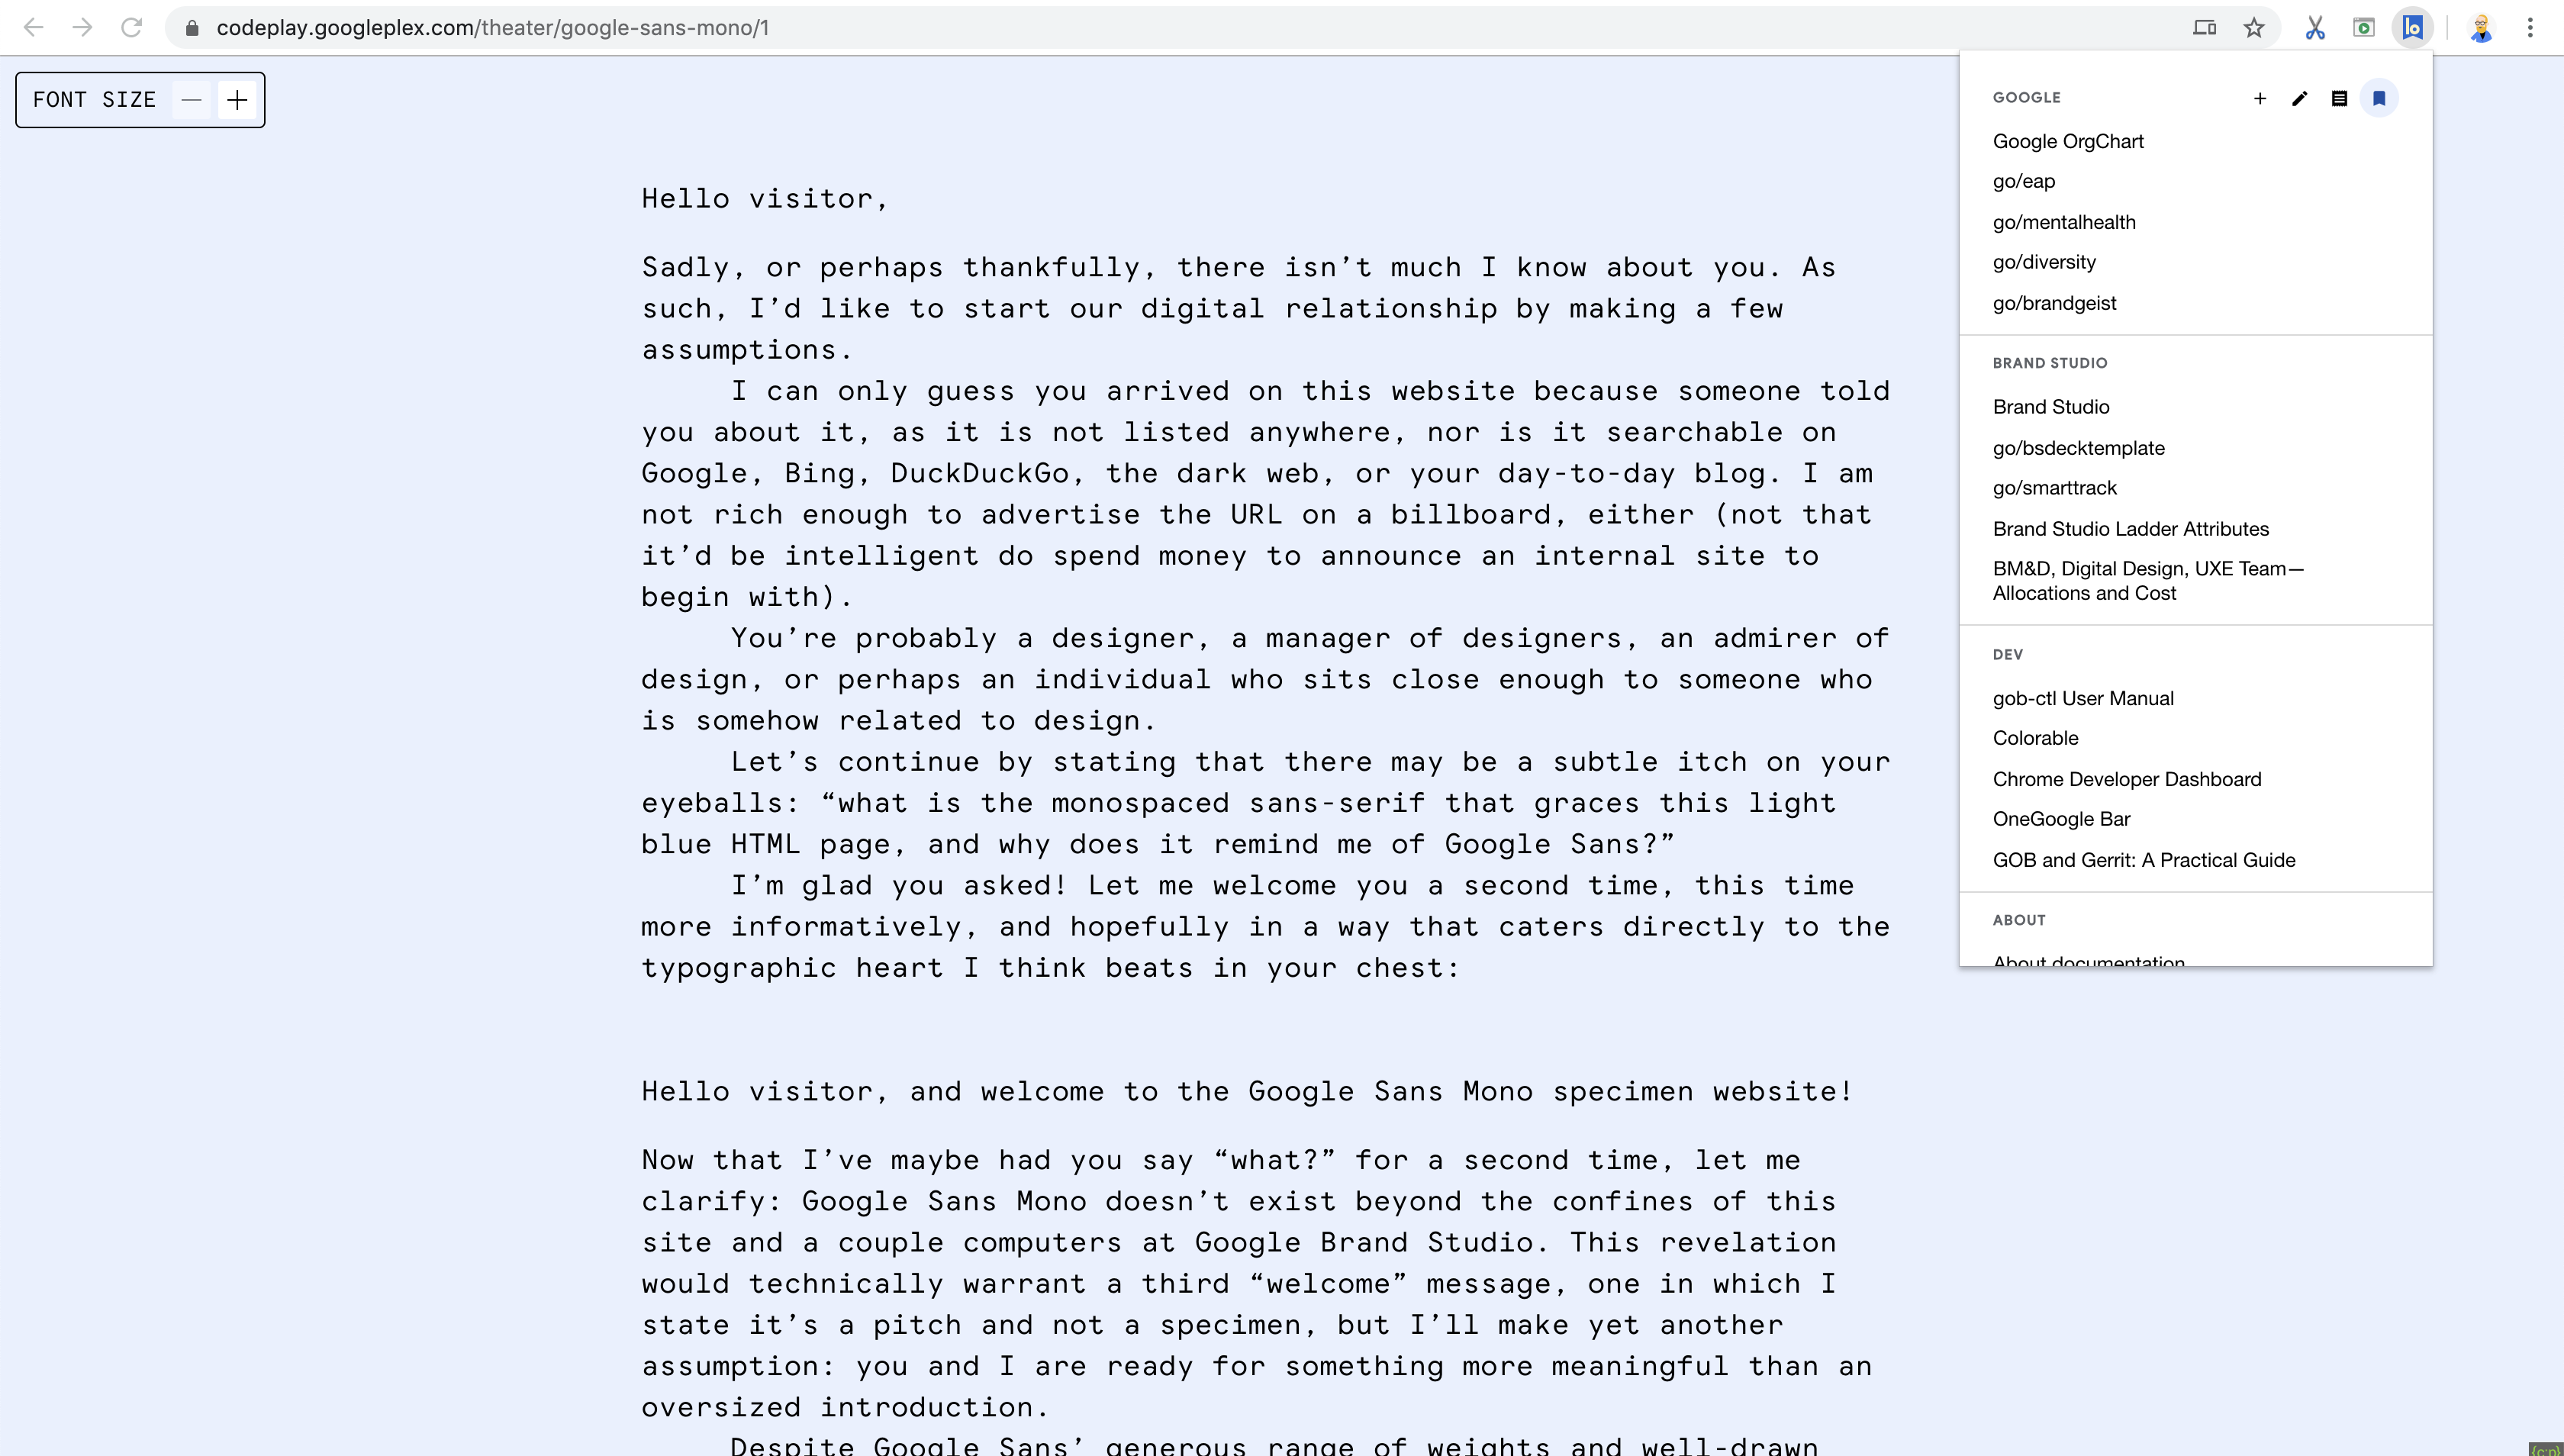 codeplay.googleplex.com/theater/google-sans-mono/1
lo
FONT SIZE
Hello visitor,
Sadly, or perhaps thankfully, there isn’t much I know about you. As
such, I’d like to start our digital relationship by making a few
assumptions.
I can only guess you arrived on this website because someone told
you about it, as it is not listed anywhere, nor is it searchable on
Google, Bing, DuckDuckGo, the dark web, or your day-to-day blog. I am
not rich enough to advertise the URL on a billboard, either (not that
it’d be intelligent do spend money to announce an internal site to
begin with).
You’re probably a designer, a manager of designers, an admirer of
design, or perhaps an individual who sits close enough to someone who
is somehow related to design.
Let’s continue by stating that there may be a subtle itch on your
eyeballs: “what is the monospaced sans-serif that graces this light
blue HTML page, and why does it remind me of Google Sans?”
I’m glad you asked! Let me welcome you a second time, this time
more informatively, and hopefully in a way that caters directly to the
typographic heart I think beats in your chest:
Hello visitor, and welcome to the Google Sans Mono specimen website!
Now that I’ve maybe had you say “what?” for a second time, let me
clarify: Google Sans Mono doesn’t exist beyond the confines of this
site and a couple computers at Google Brand Studio. This revelation
would technically warrant a third “welcome” message, one in which I
state it’s a pitch and not a specimen, but I’ll make yet another
assumption: you and I are ready for something more meaningful than an
oversized introduction.
Despite Google Sans’ generous range of weights and well-drawn
GOOGLE
Google OrgChart
go/eap
go/mentalhealth
go/diversity
go/brandgeist
BRAND STUDIO
Brand Studio
go/bsdecktemplate
go/smarttrack
Brand Studio Ladder Attributes
BM&D, Digital Design, UXE Team—
Allocations and Cost
DEV
gob-ctl User Manual
Colorable
Chrome Developer Dashboard
OneGoogle Bar
GOB and Gerrit: A Practical Guide
ABOUT
About documentation
{c:p}